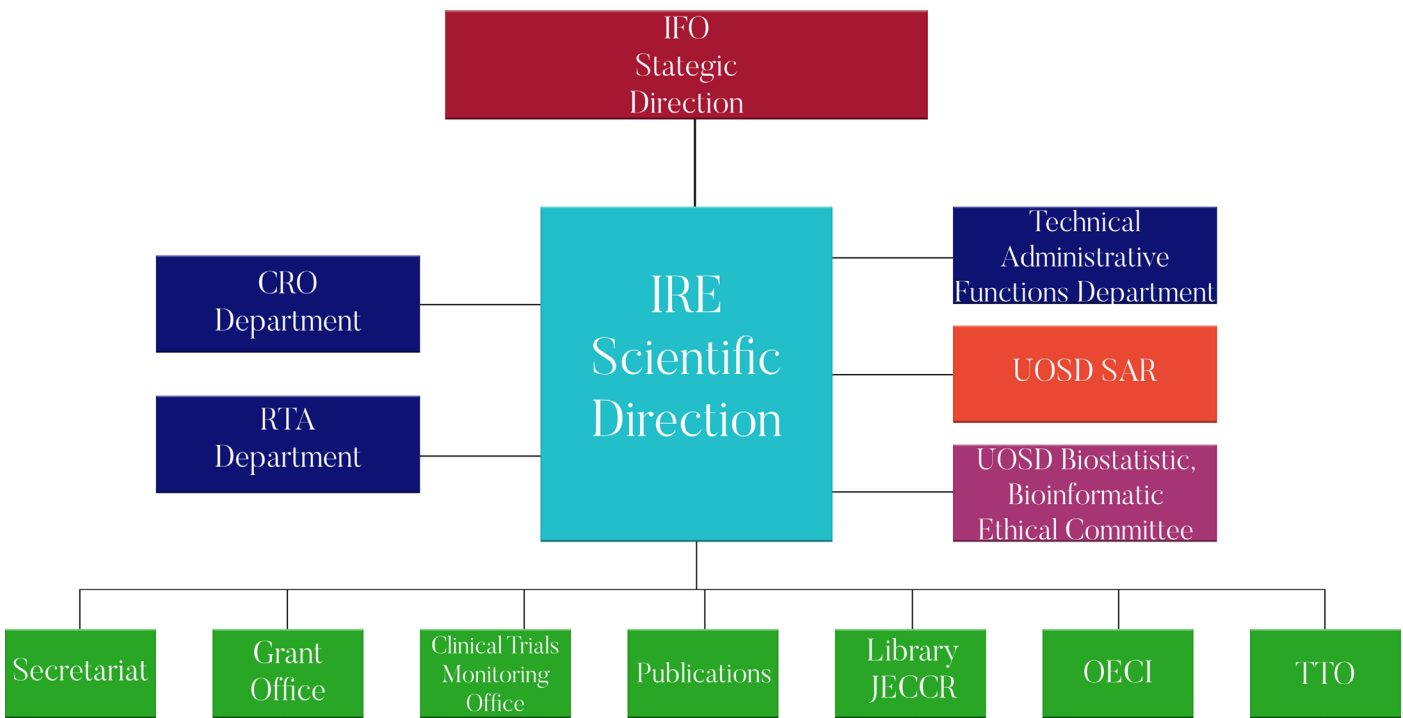 IFO
Stategic
Direction
CRO
Department
RTA
Department
IRE
Scientific
Direction
Technical
Administrative
Functions Department
UOSD SAR
UOSD Biostatistic,
Bioinformatic
Ethical Committee
Secretariat
Grant
Office
Clinical Trials
Monitoring
Office
Publications
Library
JECCR
OECI
TTO